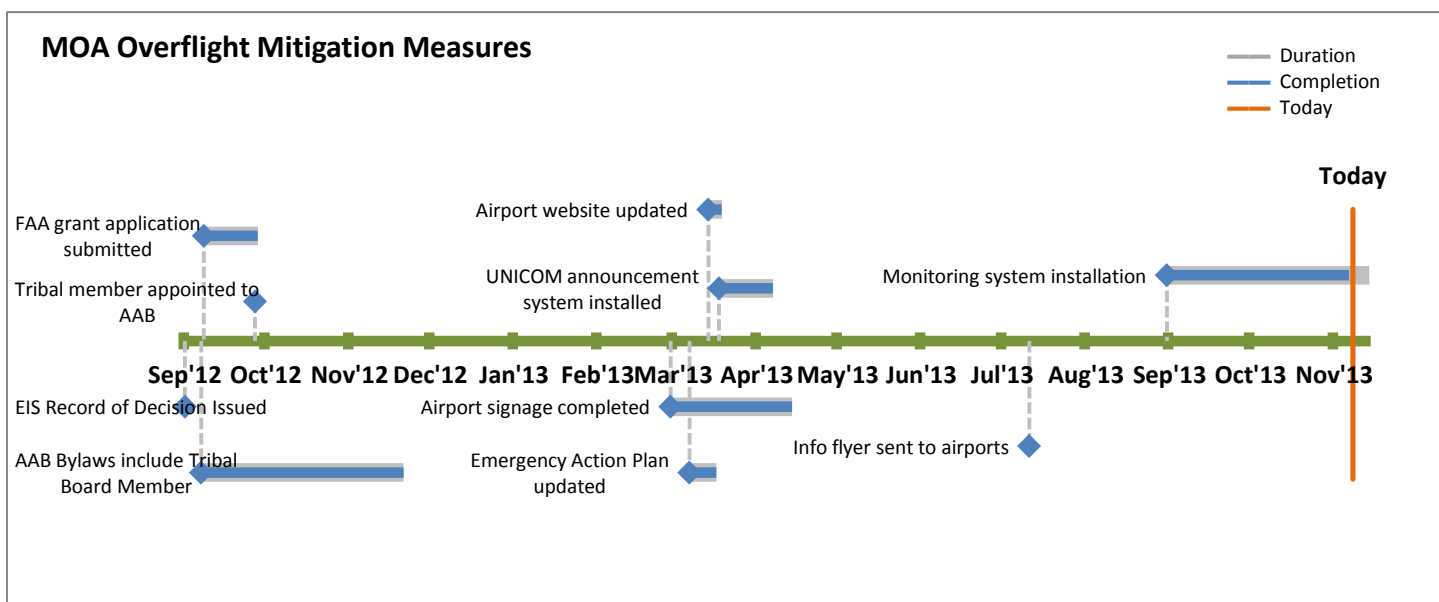 MOA Overflight Mitigation Measures
Duration
Completion
Today
Today
FAA grant application
submitted
Airport website updated
Tribal member appointed to
AAB
UNICOM announcement
system installed
Monitoring system installation
Sep'12 Oct'12 Nov'12 Dec'12 Jan'13 Feb'13 Mar'13 Apr'13 May'13 Jun'13 Jul'13 Aug'13 Sep'13 Oct'13 Nov'13
EIS Record of Decision Issued
Airport signage completed
Info flyer sent to airports
AAB Bylaws include Tribal
Board Member
Emergency Action Plan
updated